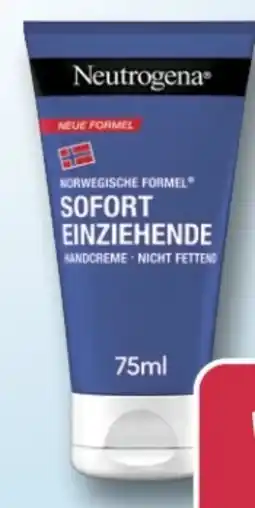 Neutrogena®
NEUE FORMEL
NORWEGISCHE FORMEL®
SOFORT
EINZIEHENDE
HANDCREME · NICHT FETTEND
75ml